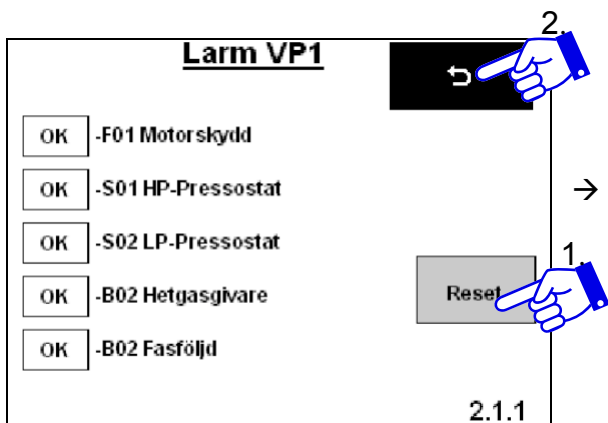 2.
Larm VP1
OK -F01 Motorskydd
OK -S01 HP-Pressostat
→
OK -S02 LP-Pressostat
1.
OK -B02 Hetgasgivare
Reset
OK -B02 Fasföljd
2.1.1